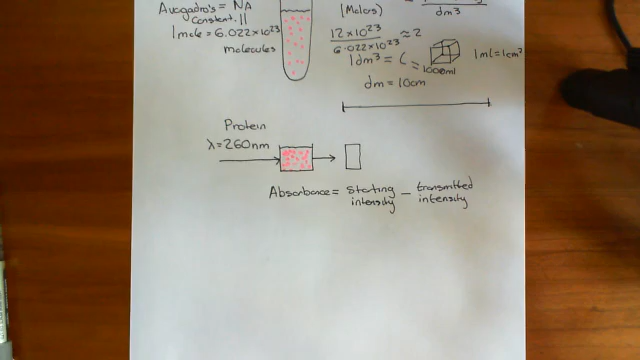 Avogadro's = NA
Constant. ||
1 mole = 6.022 x 10²³
molecules
(Molars)
dm³
12 x 10²³
6.022 x 10²³ ≈ 2
1dm³ = L = 1000ml
1ml = 1cm³
dm = 10cm
Protein
λ = 260nm
Absorbance = Starting intensity - transmitted intensity